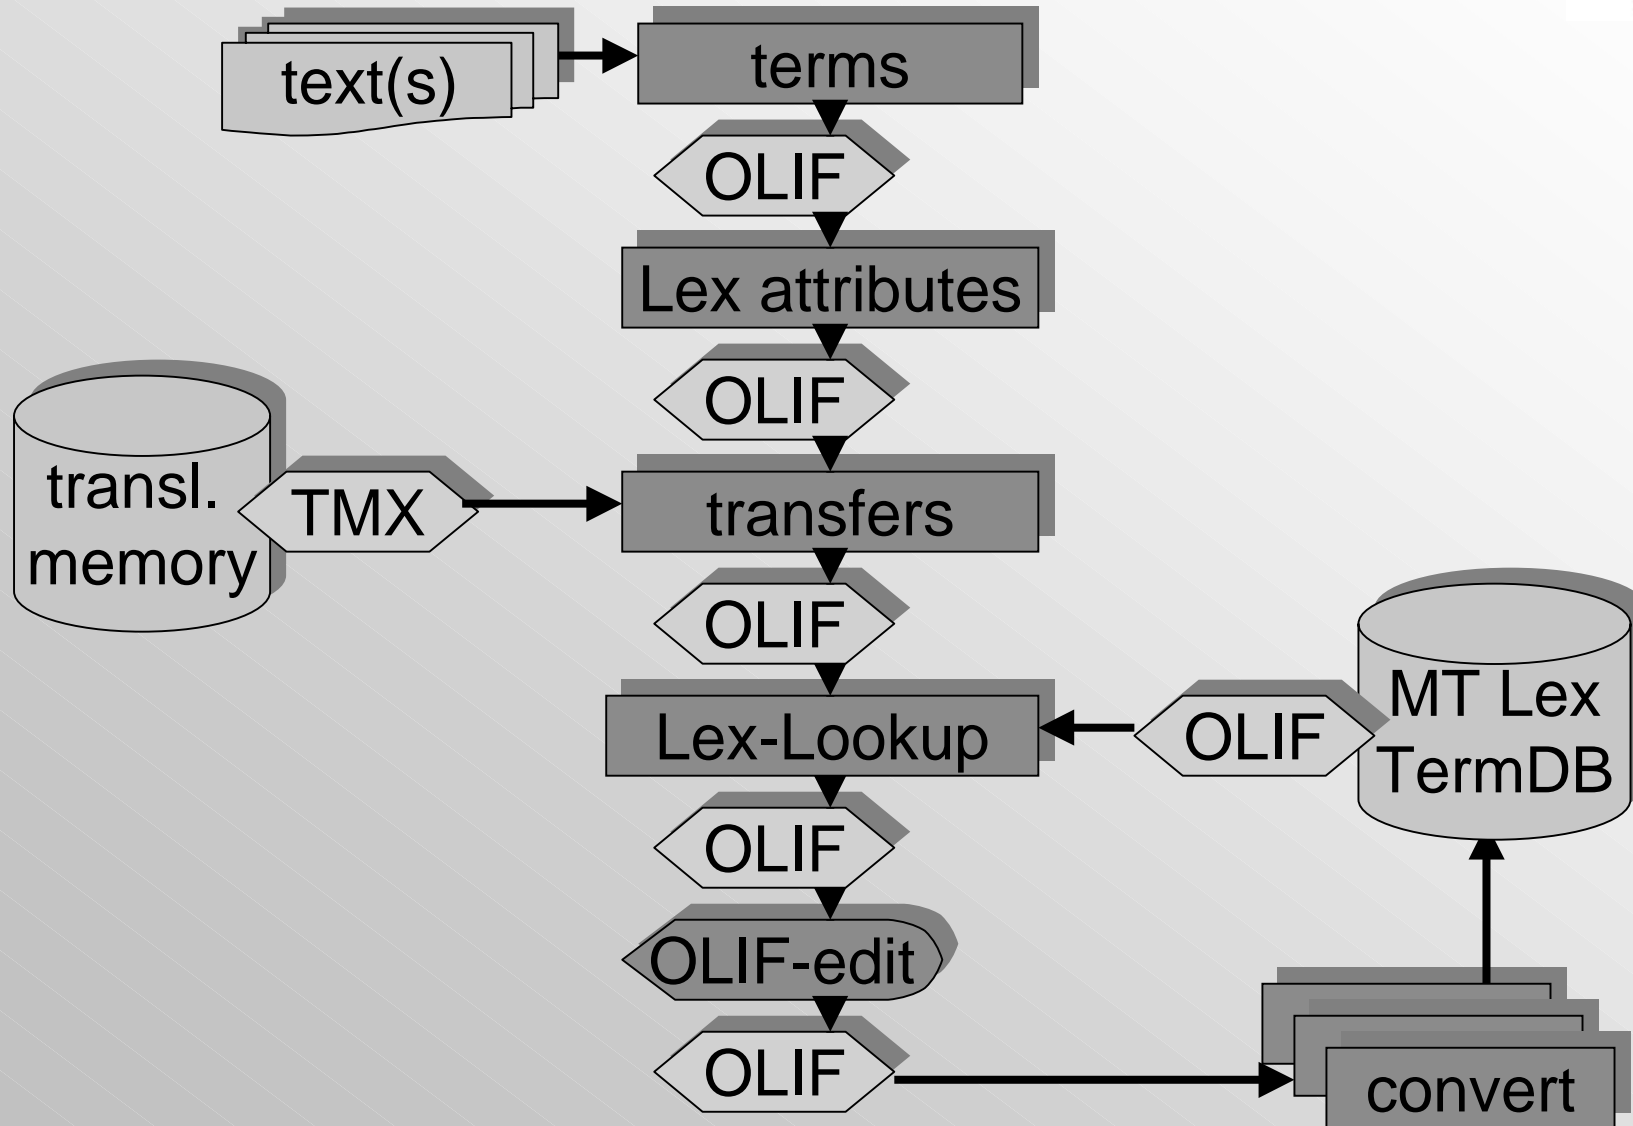 text(s)
terms
OLIF
Lex attributes
OLIF
transl.
memory
TMX
transfers
OLIF
Lex-Lookup
OLIF
MT Lex
TermDB
OLIF
OLIF-edit
OLIF
convert